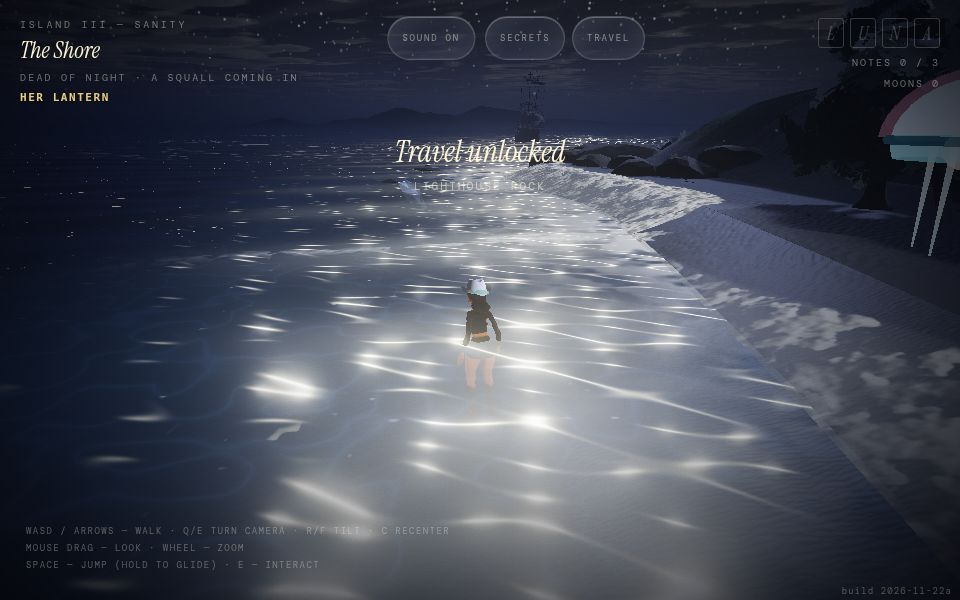 ISLAND III — SANITY
The Shore
DEAD OF NIGHT · A SQUALL COMING IN
HER LANTERN
SOUND ON
SECRETS
TRAVEL
E U N A
NOTES 0 / 3
MOONS 0
Travel unlocked
LIGHTHOUSE ROCK
WASD / ARROWS — WALK · Q/E TURN CAMERA · R/F TILT · C RECENTER
MOUSE DRAG — LOOK · WHEEL — ZOOM
SPACE — JUMP (HOLD TO GLIDE) · E — INTERACT
build 2026-11-22a